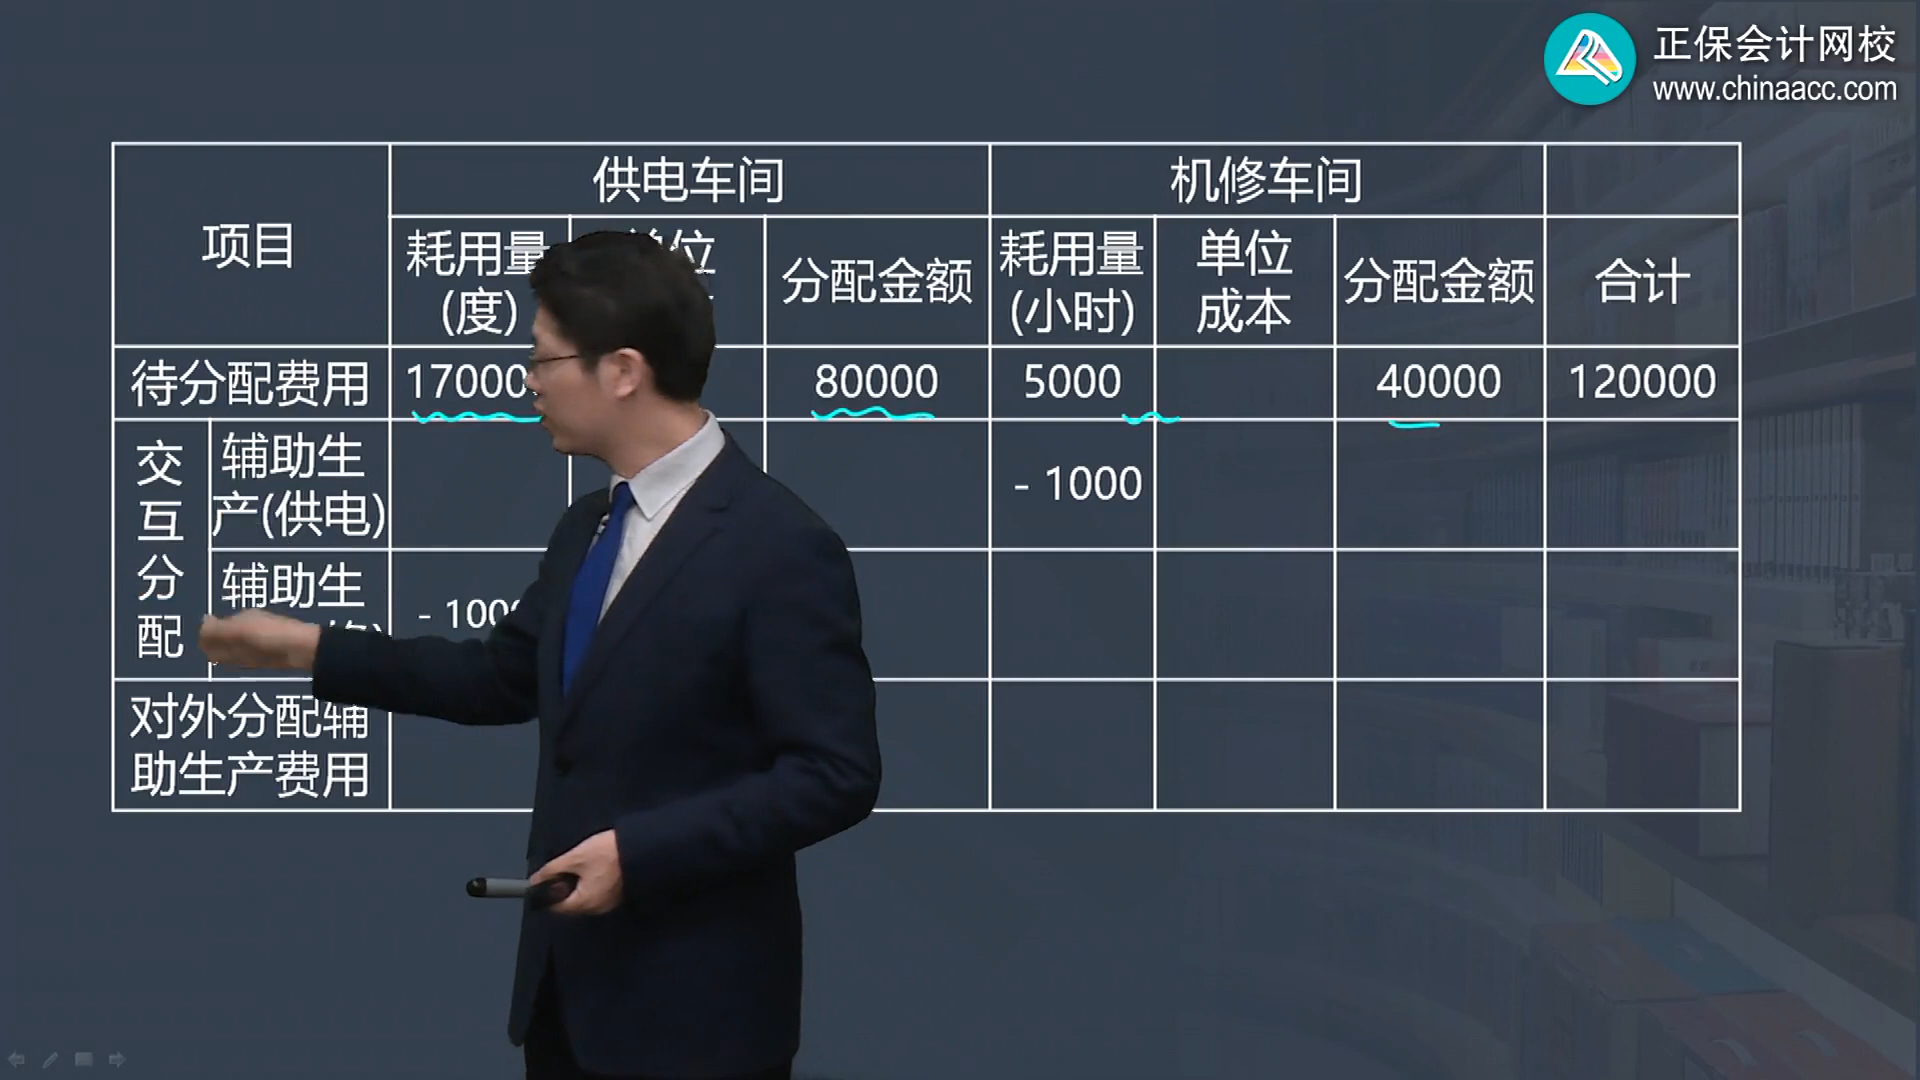 正保会计网校
www.chinaacc.com
项目
供电车间
机修车间
耗用量
(度)
位
分配金额
耗用量
(小时)
单位
成本
分配金额
合计
待分配费用
17000
80000
5000
40000
120000
交互分配
辅助生
产(供电)
- 1000
辅助生
- 100
对外分配辅
助生产费用